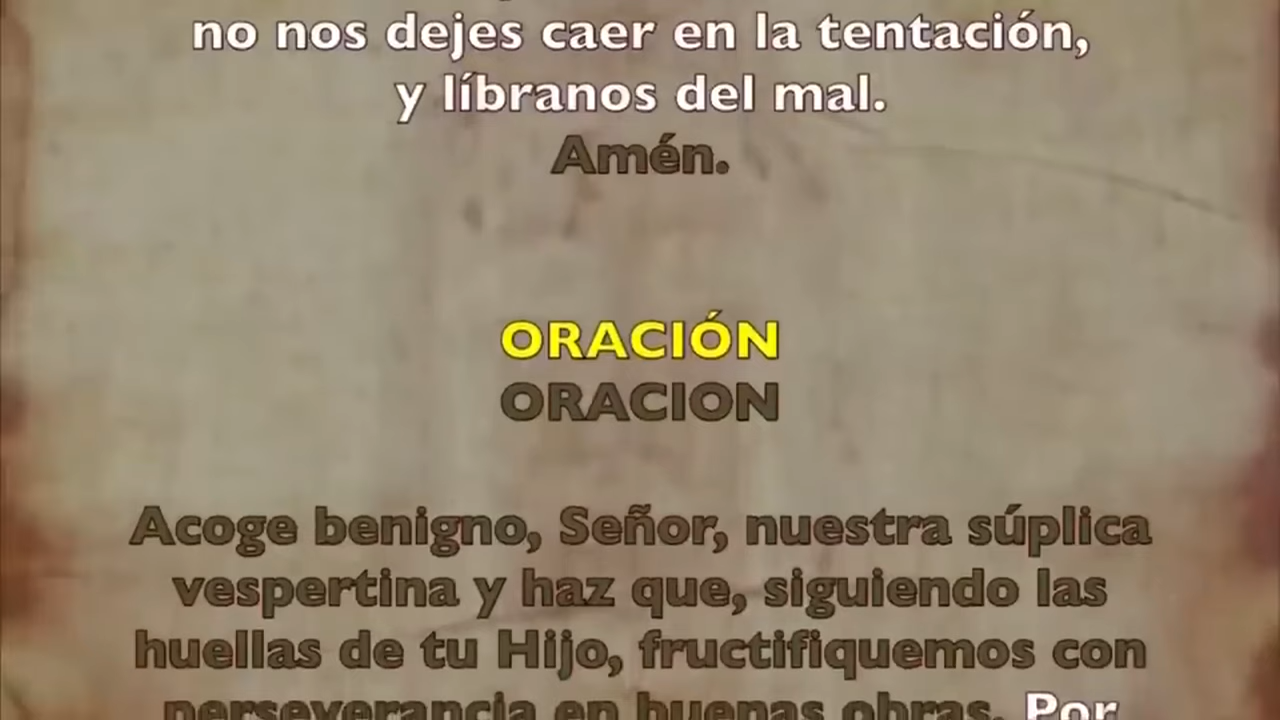 no nos dejes caer en la tentación,
y líbranos del mal.
Amén.
ORACIÓN
ORACION
Acoge benigno, Señor, nuestra súplica
vespertina y haz que, siguiendo las
huellas de tu Hijo, fructifiquemos con
perseverancia en buenas obras. Por